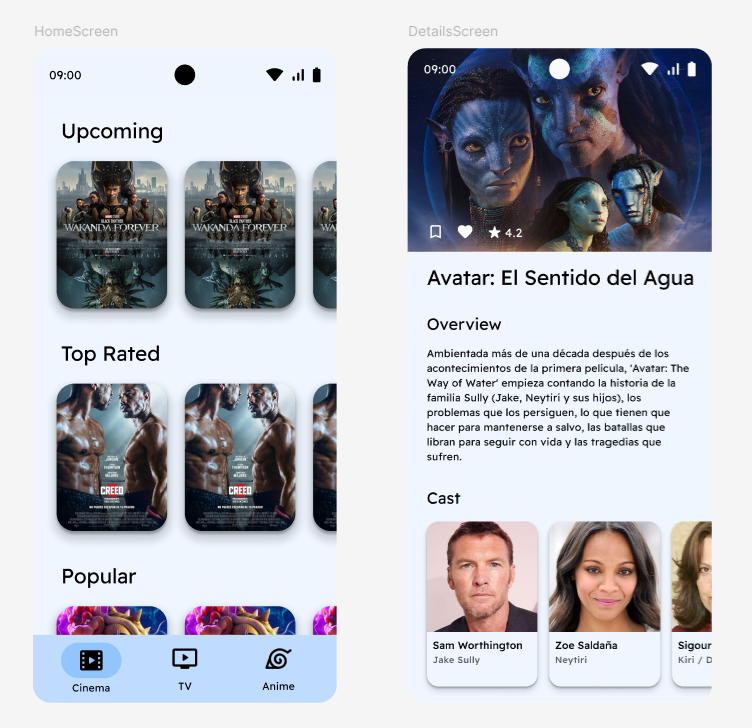 HomeScreen
09:00
Upcoming
BLACK PANTHER
WAKANDA FOREVER
BLACK PANTHER
WAKANDA FOREVER
Top Rated
CREED
CREED
Popular
Cinema
TV
Anime
DetailsScreen
09:00
4.2
Avatar: El Sentido del Agua
Overview
Ambientada más de una década después de los
acontecimientos de la primera película, 'Avatar: The
Way of Water' empieza contando la historia de la
familia Sully (Jake, Neytiri y sus hijos), los
problemas que los persiguen, lo que tienen que
hacer para mantenerse a salvo, las batallas que
libran para seguir con vida y las tragedias que
sufren.
Cast
Sam Worthington
Jake Sully
Zoe Saldaña
Neytiri
Sigour
Kiri / D